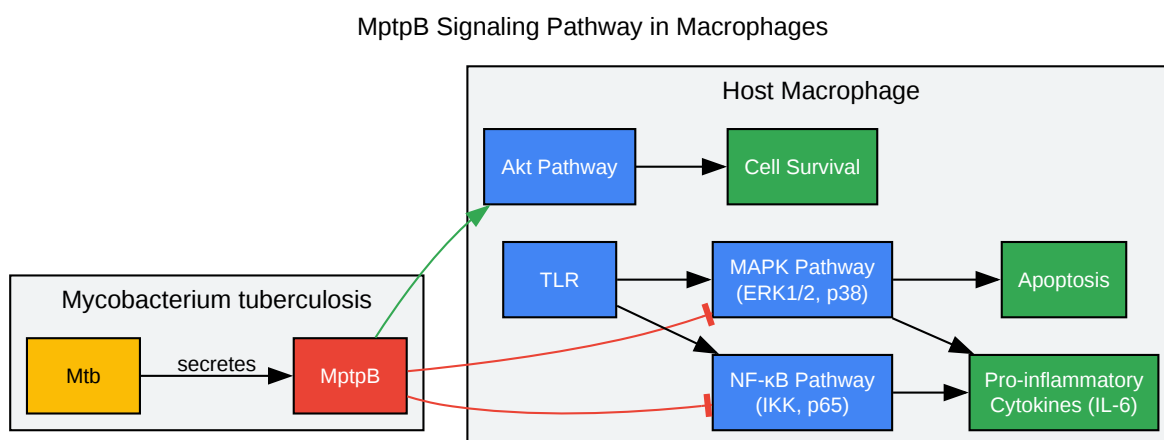 MptpB Signaling Pathway in Macrophages
Host Macrophage
Akt Pathway
Cell Survival
TLR
MAPK Pathway
(ERK1/2, p38)
Apoptosis
Mycobacterium tuberculosis
Mtb
secretes
MptpB
NF-κB Pathway
(IKK, p65)
Pro-inflammatory
Cytokines (IL-6)